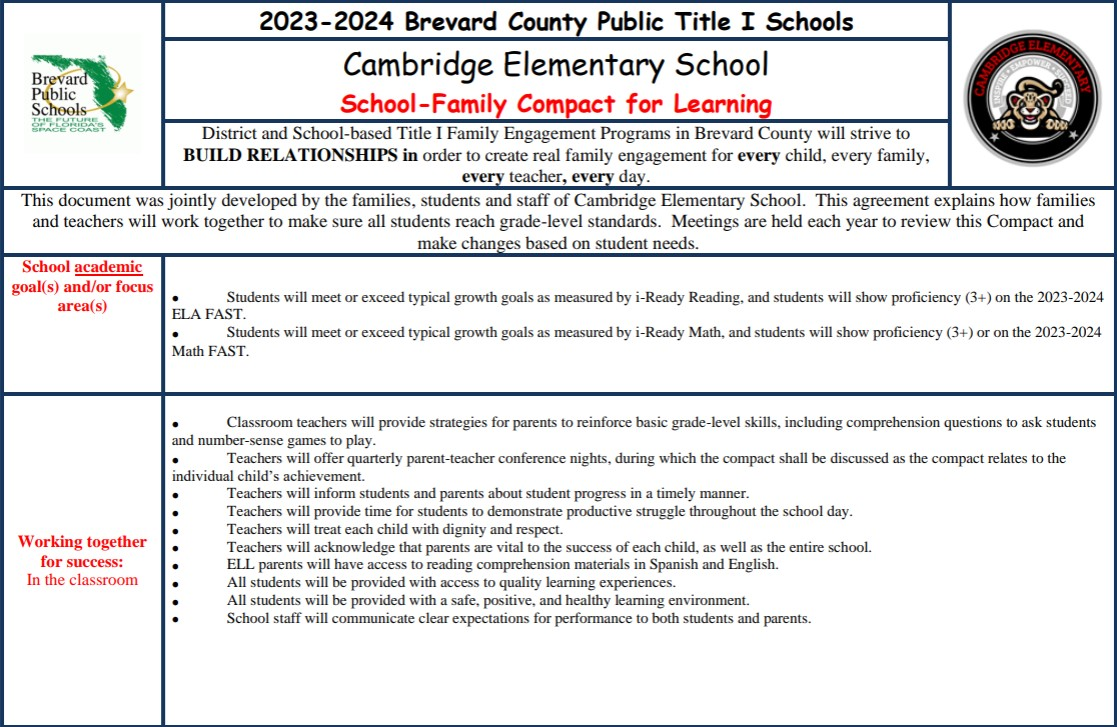 2023-2024 Brevard County Public Title I Schools
Brevard
Public
Schools
THE FUTURE
OF FLORIDA'S
SPACE COAST
Cambridge Elementary School
School-Family Compact for Learning
CAMBRIDGE ELEMENTARY
INSPIRE • EMPOWER • SUCCEED
District and School-based Title I Family Engagement Programs in Brevard County will strive to
BUILD RELATIONSHIPS in order to create real family engagement for every child, every family,
every teacher, every day.
This document was jointly developed by the families, students and staff of Cambridge Elementary School. This agreement explains how families
and teachers will work together to make sure all students reach grade-level standards. Meetings are held each year to review this Compact and
make changes based on student needs.
School academic
goal(s) and/or focus
area(s)
• Students will meet or exceed typical growth goals as measured by i-Ready Reading, and students will show proficiency (3+) on the 2023-2024
ELA FAST.
• Students will meet or exceed typical growth goals as measured by i-Ready Math, and students will show proficiency (3+) or on the 2023-2024
Math FAST.
Working together
for success:
In the classroom
• Classroom teachers will provide strategies for parents to reinforce basic grade-level skills, including comprehension questions to ask students
and number-sense games to play.
• Teachers will offer quarterly parent-teacher conference nights, during which the compact shall be discussed as the compact relates to the
individual child's achievement.
• Teachers will inform students and parents about student progress in a timely manner.
• Teachers will provide time for students to demonstrate productive struggle throughout the school day.
• Teachers will treat each child with dignity and respect.
• Teachers will acknowledge that parents are vital to the success of each child, as well as the entire school.
• ELL parents will have access to reading comprehension materials in Spanish and English.
• All students will be provided with access to quality learning experiences.
• All students will be provided with a safe, positive, and healthy learning environment.
• School staff will communicate clear expectations for performance to both students and parents.